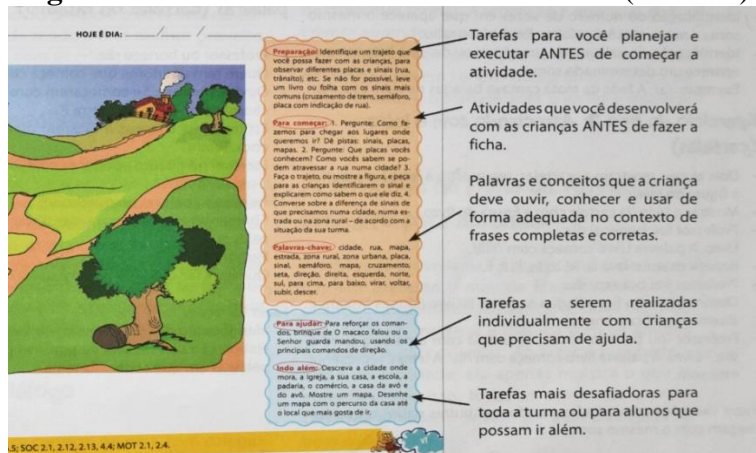 HOJE É DIA: ___/___/___
Preparação: Identifique um trajeto que
você possa fazer com as crianças, para
observar diferentes placas e sinais (rua,
trânsito), etc. Se não for possível, leve
um livro ou folha com os sinais mais
comuns (cruzamento de trem, semáforo,
placa com indicação de rua).
Para começar: 1. Pergunte: Como fa-
zemos para chegar aos lugares onde
queremos ir? Dê pistas: sinais, placas,
mapas. 2. Pergunte: Que placas vocês
conhecem? Como vocês sabem se po-
dem atravessar a rua numa cidade? 3.
Faça o trajeto, ou mostre a figura, e peça
para as crianças identificarem o sinal e
explicarem como sabem o que ele diz. 4.
Converse sobre a diferença de sinais de
que precisamos numa cidade, numa es-
trada ou na zona rural – de acordo com a
situação da sua turma.
Palavras-chave: cidade, rua, mapa,
estrada, zona rural, zona urbana, placa,
sinal, semáforo, mapa, cruzamento,
seta, direção, direita, esquerda, norte,
sul, para cima, para baixo, virar, voltar,
subir, descer.
Para ajudar: Para reforçar os coman-
dos, brinque de O macaco falou ou o
Senhor guarda mandou, usando os
principais comandos de direção.
Indo além: Descreva a cidade onde
mora, a igreja, a sua casa, a escola, a
padaria, o comércio, a casa da avó e
do avô. Mostre um mapa. Desenhe
um mapa com o percurso da casa até
o local que mais gosta de ir.
Tarefas para você planejar e
executar ANTES de começar a
atividade.
Atividades que você desenvolverá
com as crianças ANTES de fazer a
ficha.
Palavras e conceitos que a criança
deve ouvir, conhecer e usar de
forma adequada no contexto de
frases completas e corretas.
Tarefas a serem realizadas
individualmente com crianças
que precisam de ajuda.
Tarefas mais desafiadoras para
toda a turma ou para alunos que
possam ir além.
SOC 2.1, 2.12, 2.13, 4.4; MOT 2.1, 2.4.